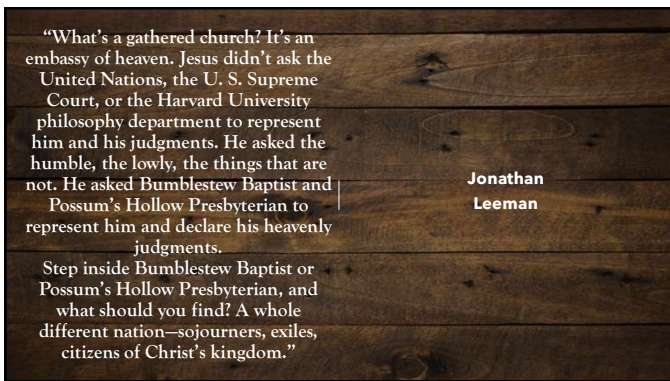 “What’s a gathered church? It’s an
embassy of heaven. Jesus didn’t ask the
United Nations, the U. S. Supreme
Court, or the Harvard University
philosophy department to represent
him and his judgments. He asked the
humble, the lowly, the things that are
not. He asked Bumblestew Baptist and
Possum’s Hollow Presbyterian to
represent him and declare his heavenly
judgments.
Step inside Bumblestew Baptist or
Possum’s Hollow Presbyterian, and
what should you find? A whole
different nation—sojourners, exiles,
citizens of Christ’s kingdom.”
Jonathan
Leeman